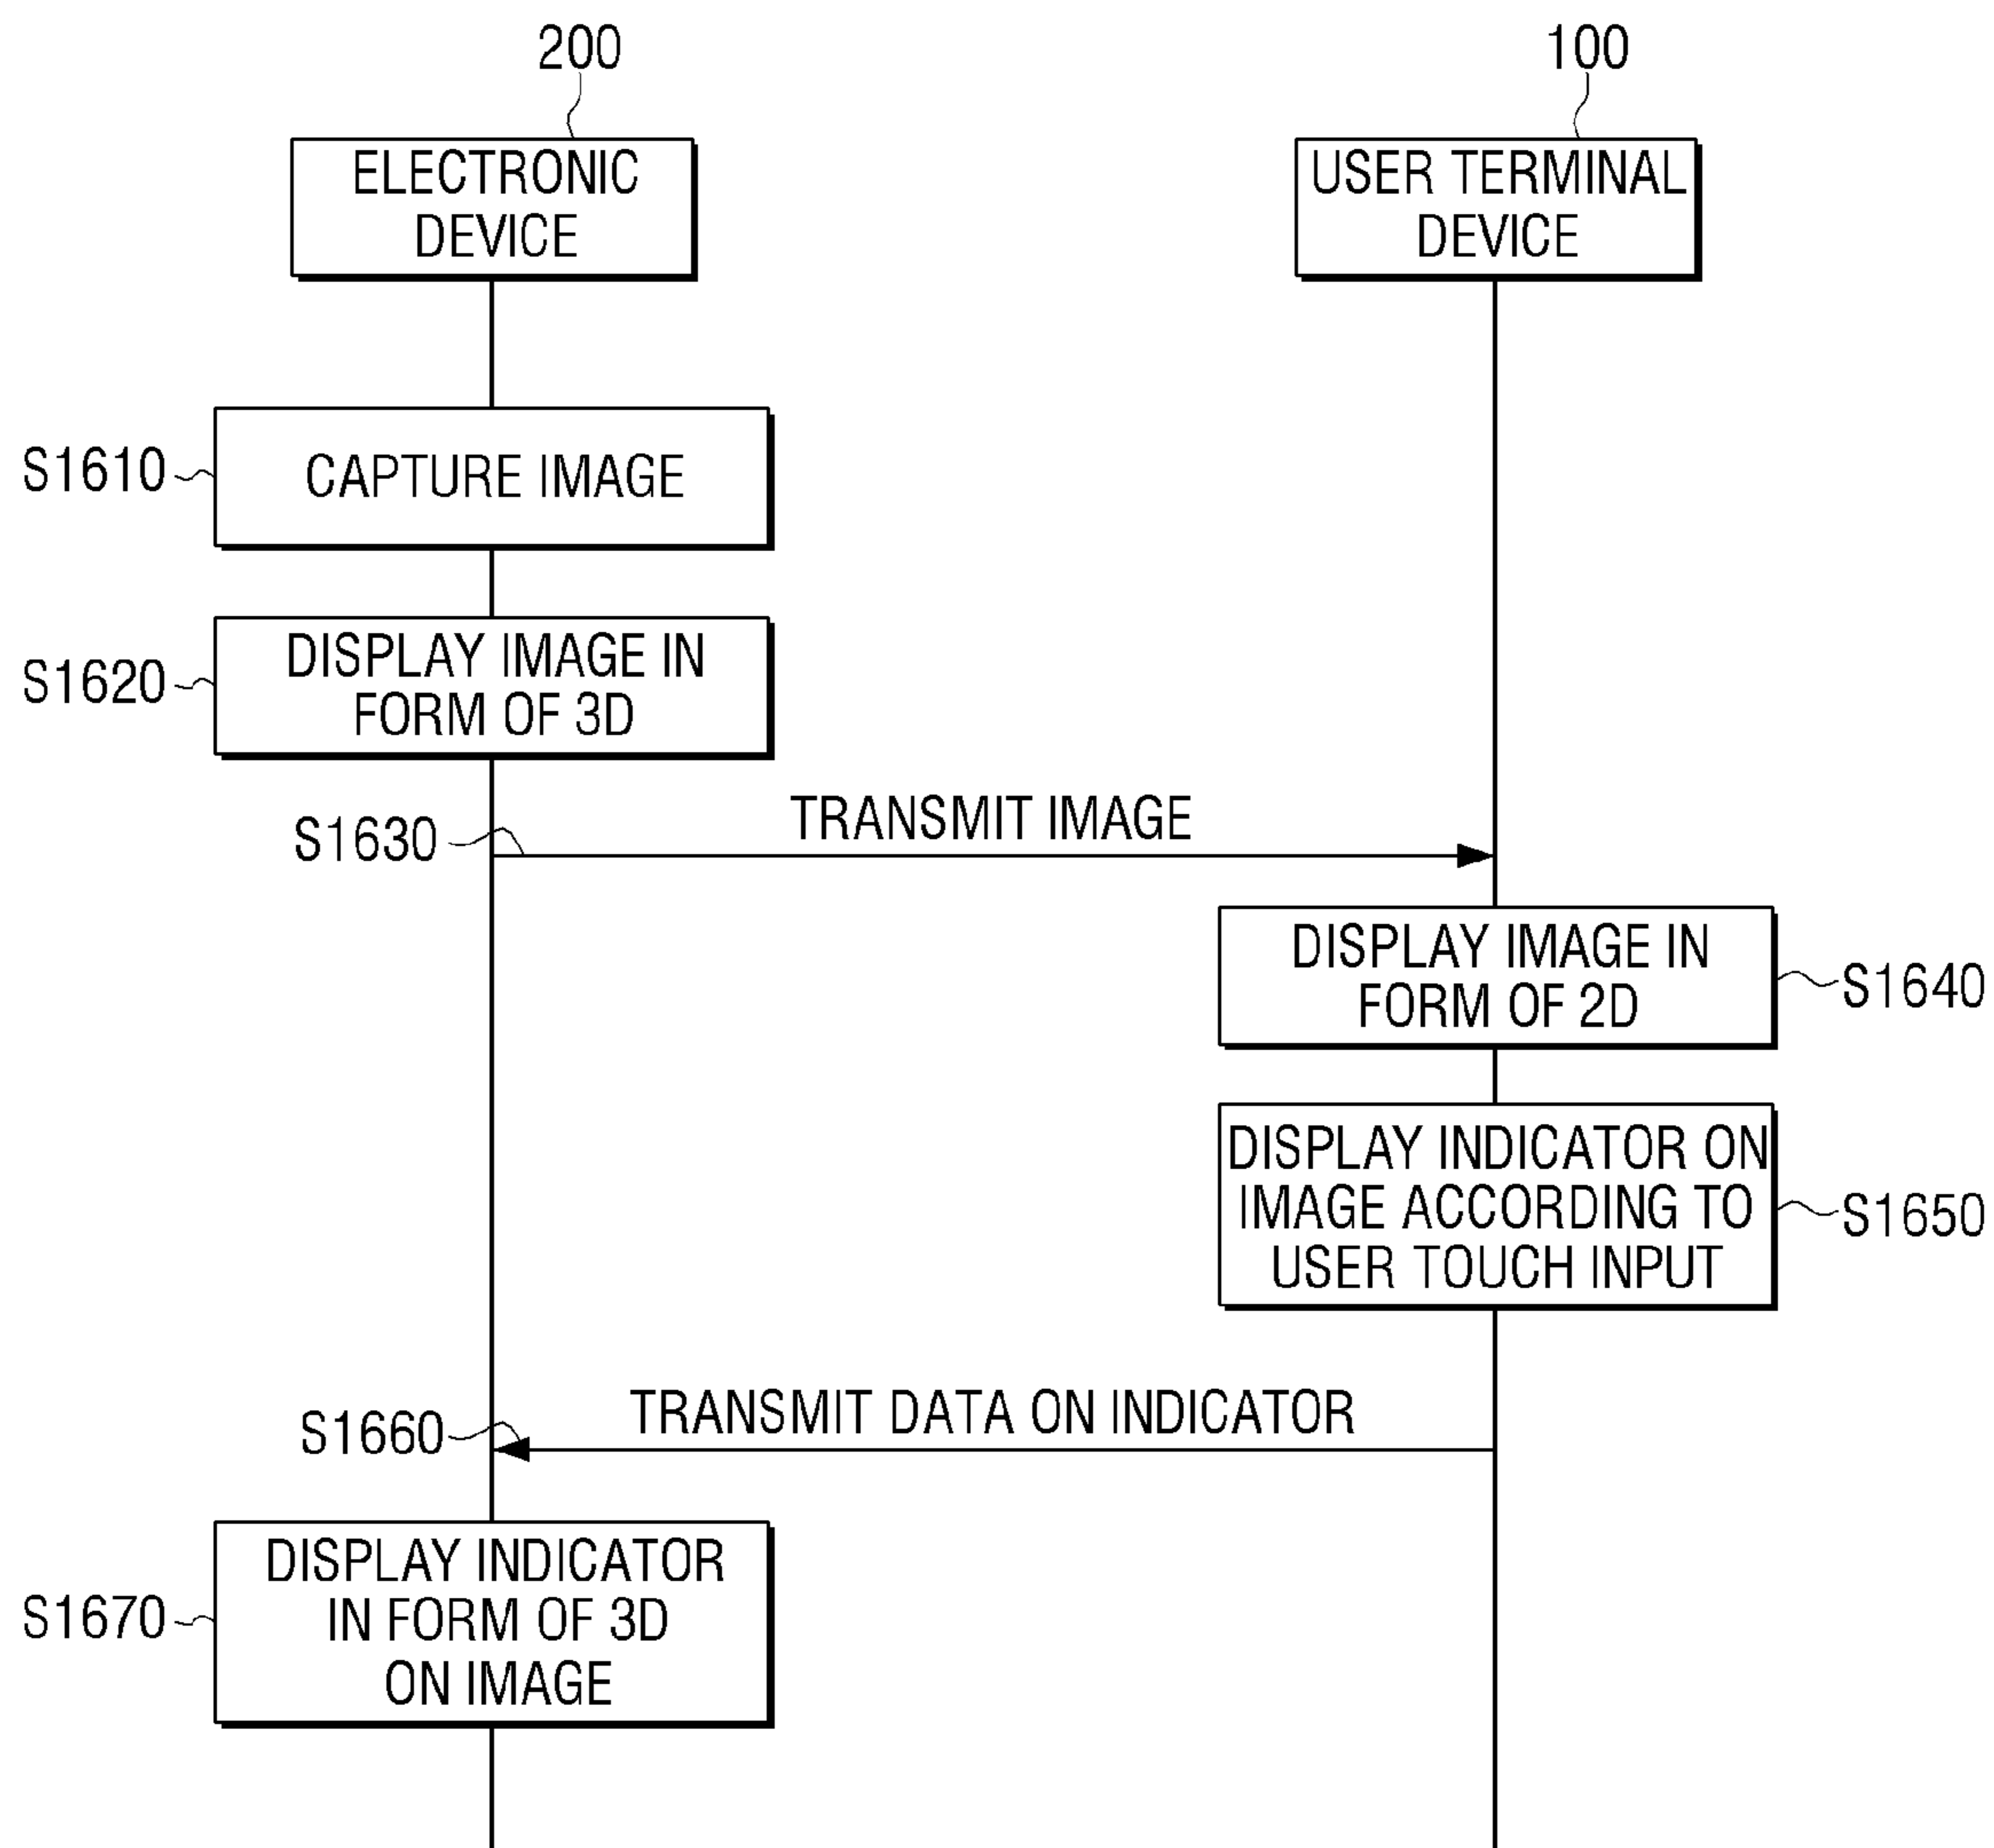 200
100
ELECTRONIC
DEVICE
USER TERMINAL
DEVICE
S1610
CAPTURE IMAGE
S1620
DISPLAY IMAGE IN
FORM OF 3D
S1630
TRANSMIT IMAGE
DISPLAY IMAGE IN
FORM OF 2D
S1640
DISPLAY INDICATOR ON
IMAGE ACCORDING TO
USER TOUCH INPUT
S1650
S1660
TRANSMIT DATA ON INDICATOR
S1670
DISPLAY INDICATOR
IN FORM OF 3D
ON IMAGE